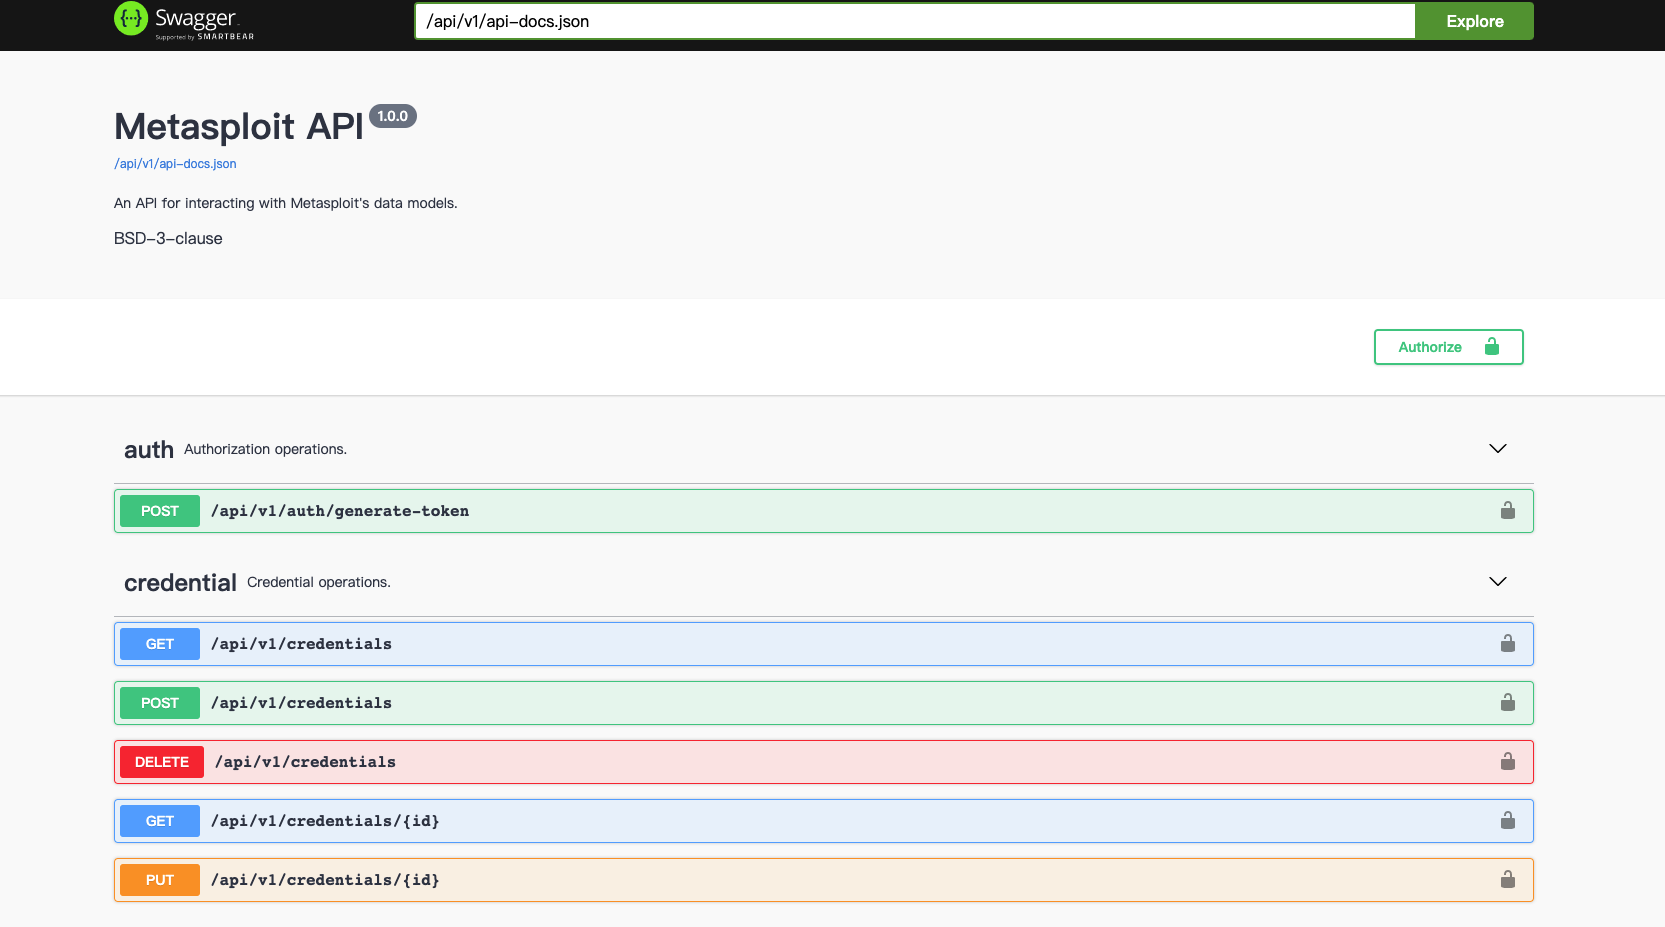 Swagger
Supported by SMARTBEAR
/api/v1/api-docs.json
Explore
Metasploit API 1.0.0
/api/v1/api-docs.json
An API for interacting with Metasploit's data models.
BSD-3-clause
Authorize
auth Authorization operations.
POST /api/v1/auth/generate-token
credential Credential operations.
GET /api/v1/credentials
POST /api/v1/credentials
DELETE /api/v1/credentials
GET /api/v1/credentials/{id}
PUT /api/v1/credentials/{id}